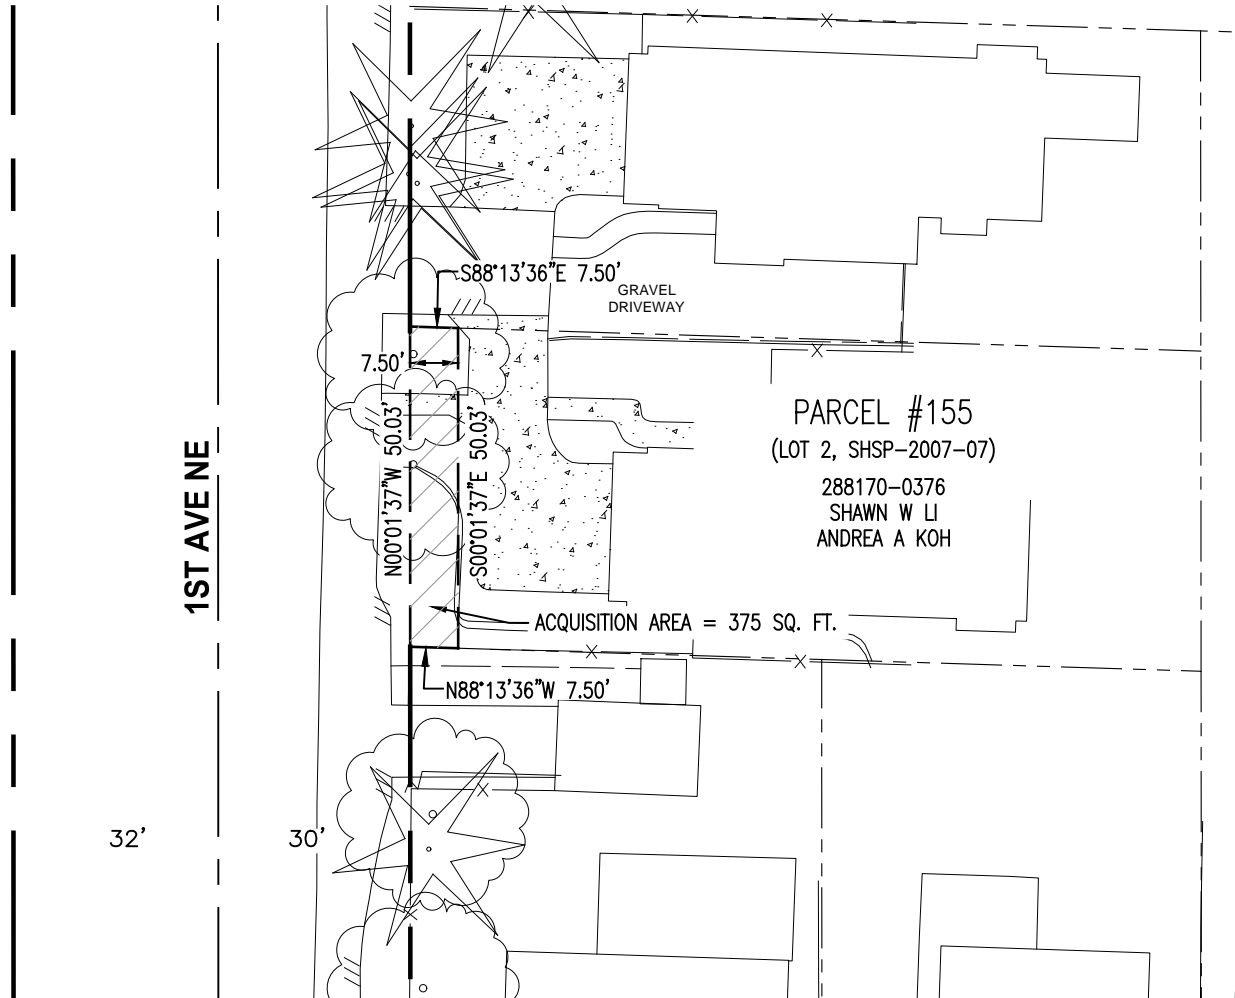 S88°13'36"E 7.50'
GRAVEL
DRIVEWAY
7.50'
N00°01'37"W 50.03'
S00°01'37"E 50.03'
PARCEL #155
(LOT 2, SHSP-2007-07)
288170-0376
SHAWN W LI
ANDREA A KOH
1ST AVE NE
ACQUISITION AREA = 375 SQ. FT.
N88°13'36"W 7.50'
32'
30'